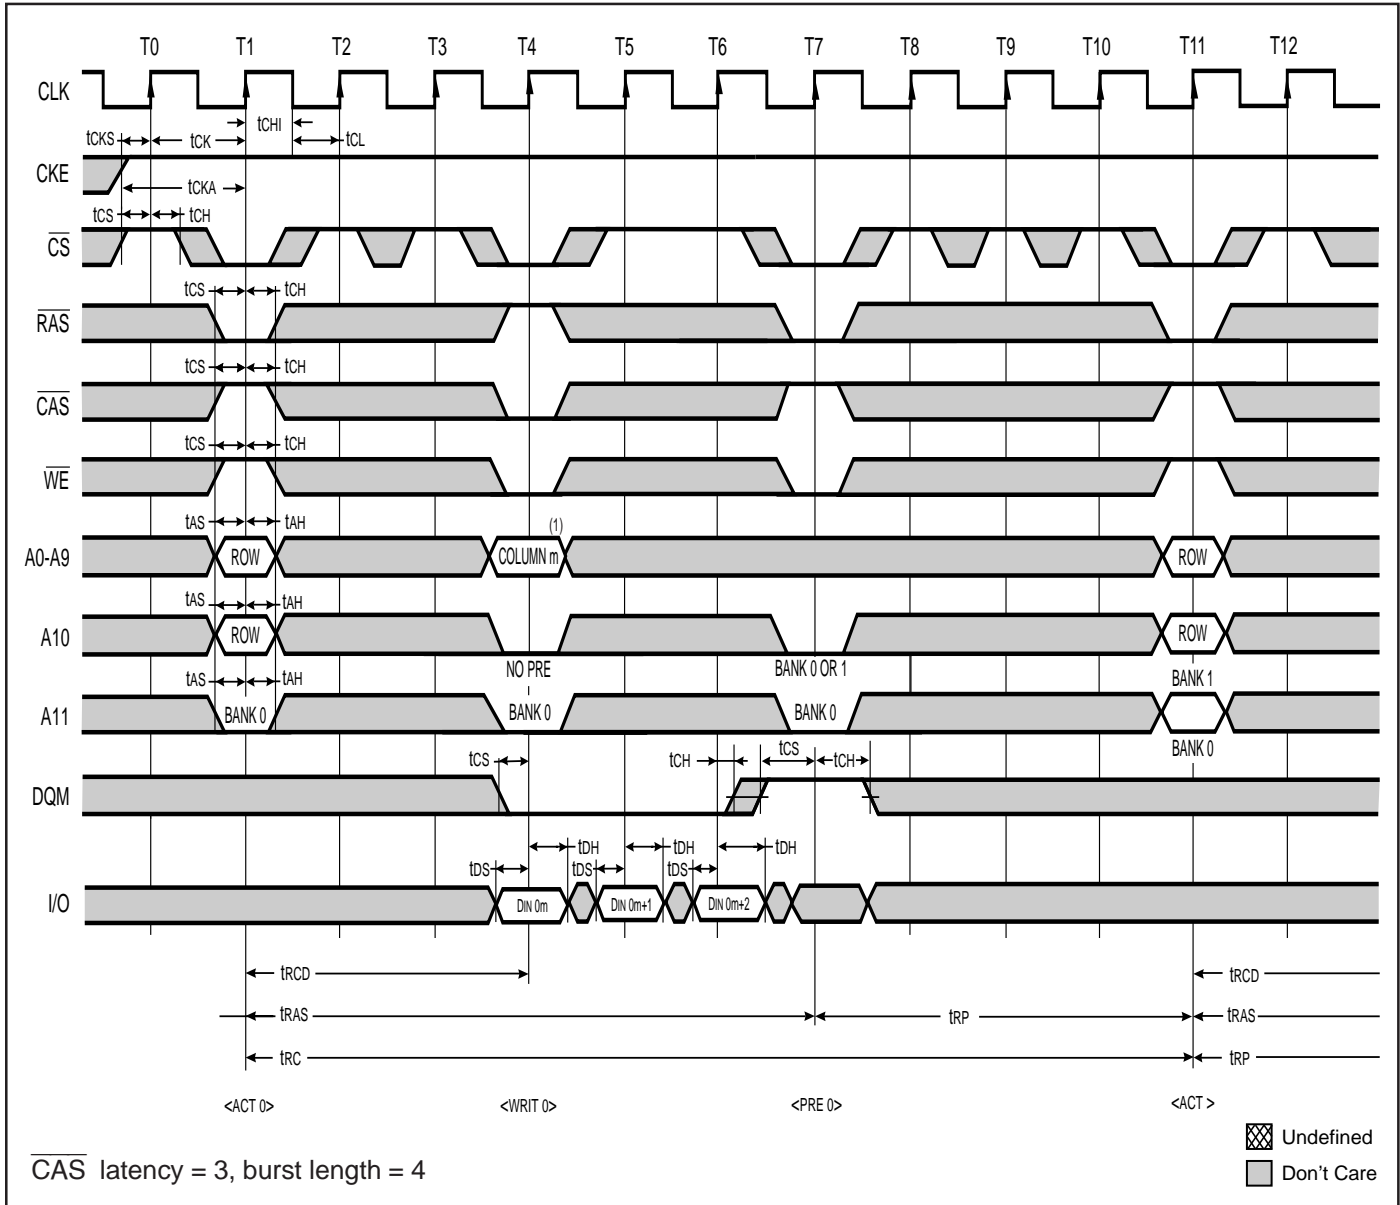 T0 T1 T2 T3 T4 T5 T6 T7 T8 T9 T10 T11 T12
CLK
tCHI
tCKS tCK tCL
CKE
tCKA
tCS tCH
CS
tCS tCH
RAS
tCS tCH
CAS
tCS tCH
WE
tAS tAH (1)
A0-A9 ROW COLUMN m ROW
tAS tAH
A10 ROW ROW
NO PRE BANK 0 OR 1 BANK 1
tAS tAH
A11 BANK 0 BANK 0 BANK 0
BANK 0
tCS tCH tCS tCH
DQM
tDH tDH tDH
tDS tDS tDS
I/O DIN 0m DIN 0m+1 DIN 0m+2
tRCD tRCD
tRAS tRP tRAS
tRC tRP
<ACT 0> <WRIT 0> <PRE 0> <ACT >
Undefined
CAS latency = 3, burst length = 4
Don't Care